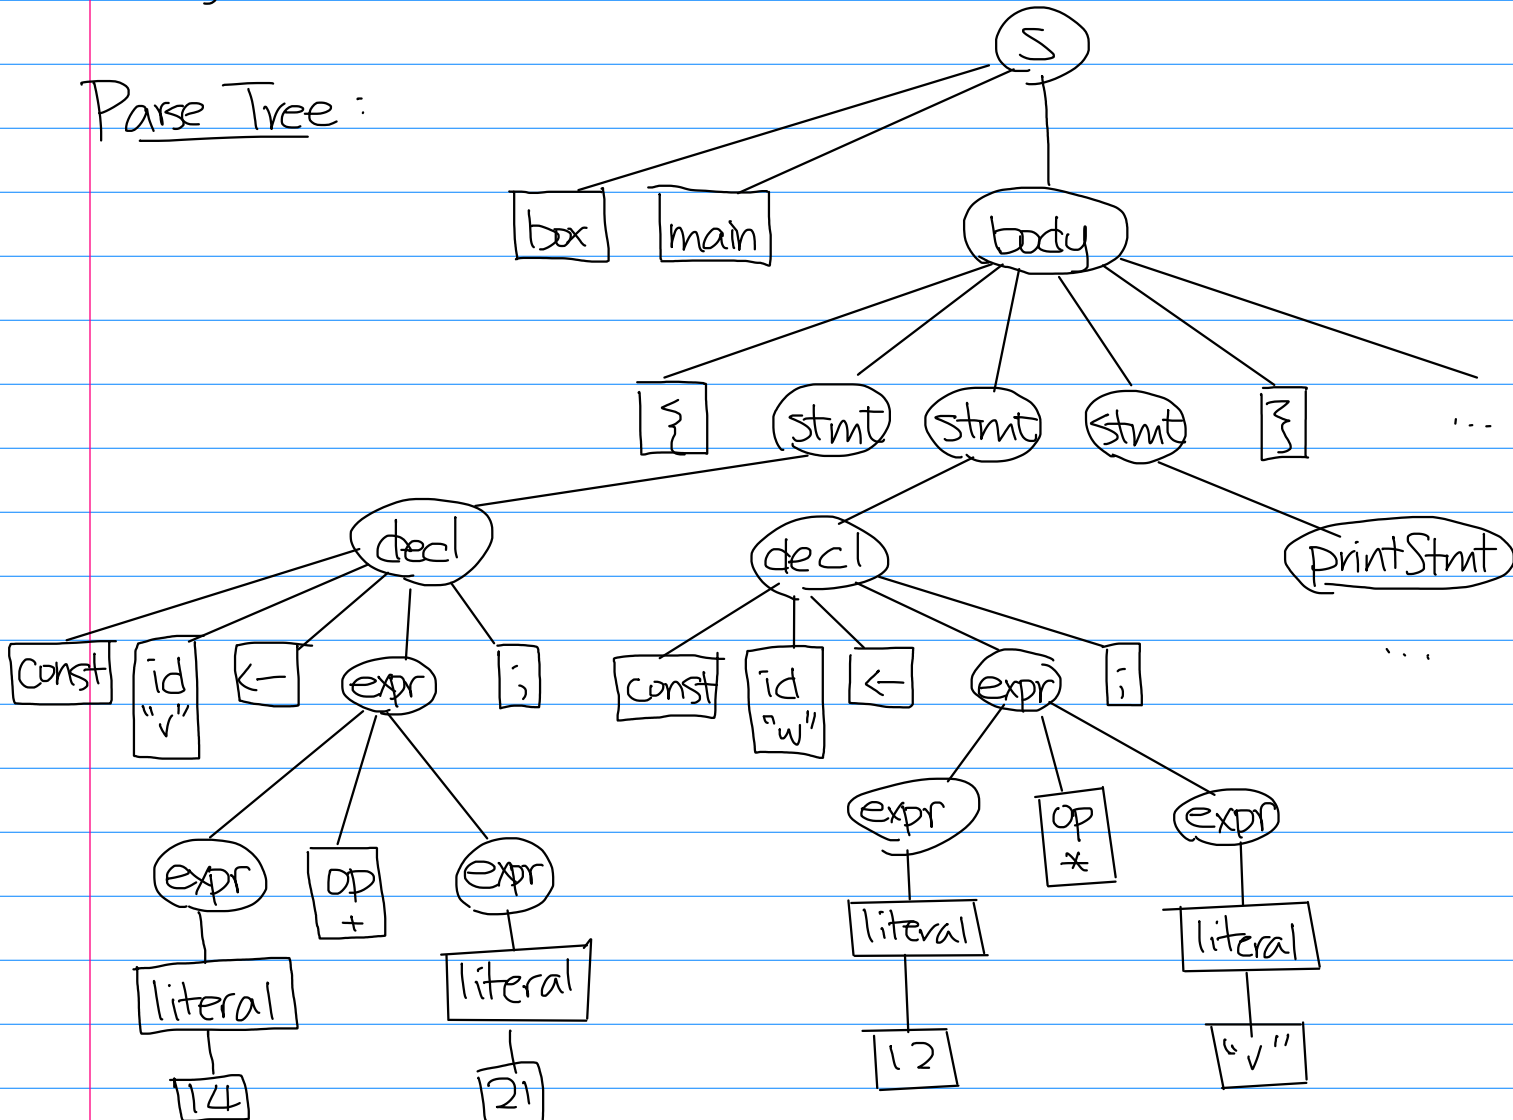 Parse Tree:
S
box main body
{ stmt stmt stmt } ...
decl decl printStmt
const id "v" <- expr ; const id "w" <- expr ; ...
expr op * expr
expr op + expr
literal literal
literal literal
12 "v"
14 21